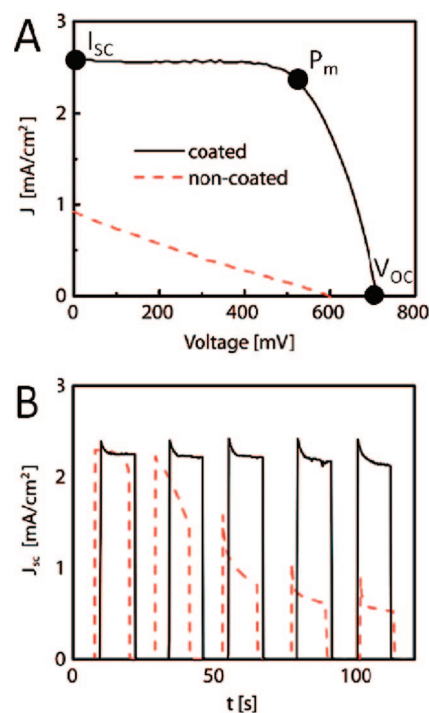 A
3
I_SC
P_m
2
J [mA/cm²]
coated
non-coated
1
V_OC
0
0 200 400 600 800
Voltage [mV]
B
3
2
J_sc [mA/cm²]
1
0
0 50 100
t [s]